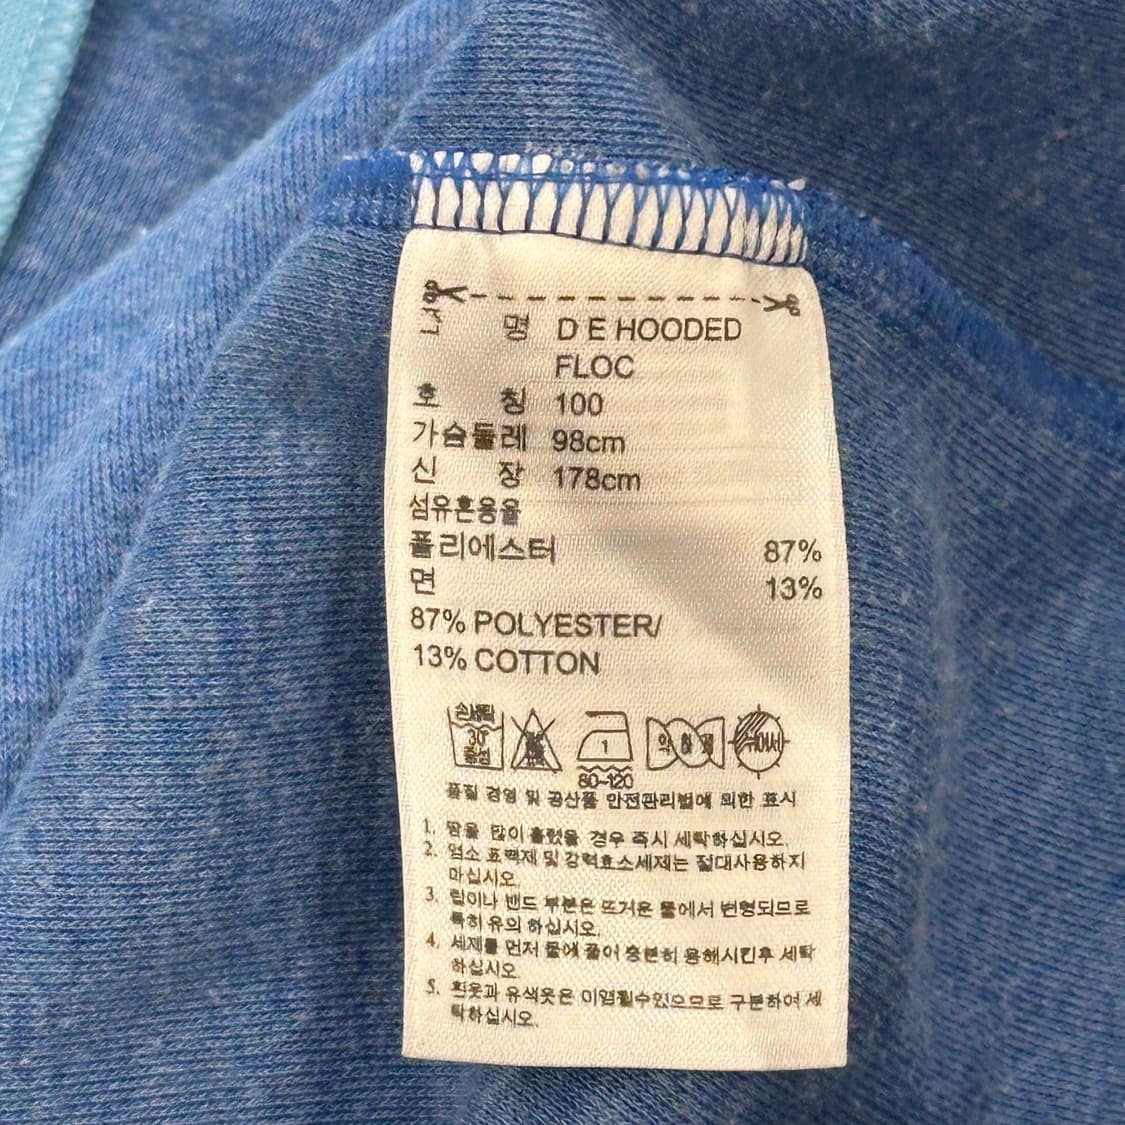 명 D E HOODED
FLOC
호 칭 100
가슴둘레 98cm
신 장 178cm
섬유혼용율
폴리에스터 87%
면 13%
87% POLYESTER/
13% COTTON
손세탁
30°
중성
1
80~120
약 하 게
뉘어서
품질 경영 및 공산품 안전관리법에 의한 표시
1. 땀을 많이 흘렸을 경우 즉시 세탁하십시오.
2. 염소 표백제 및 강력효소세제는 절대사용하지
마십시오.
3. 립이나 밴드 부분은 뜨거운 물에서 변형되므로
특히 유의 하십시오.
4. 세제를 먼저 물에 풀어 충분히 용해시킨후 세탁
하십시오.
5. 흰옷과 유색옷은 이염될수있으므로 구분하여 세
탁하십시오.